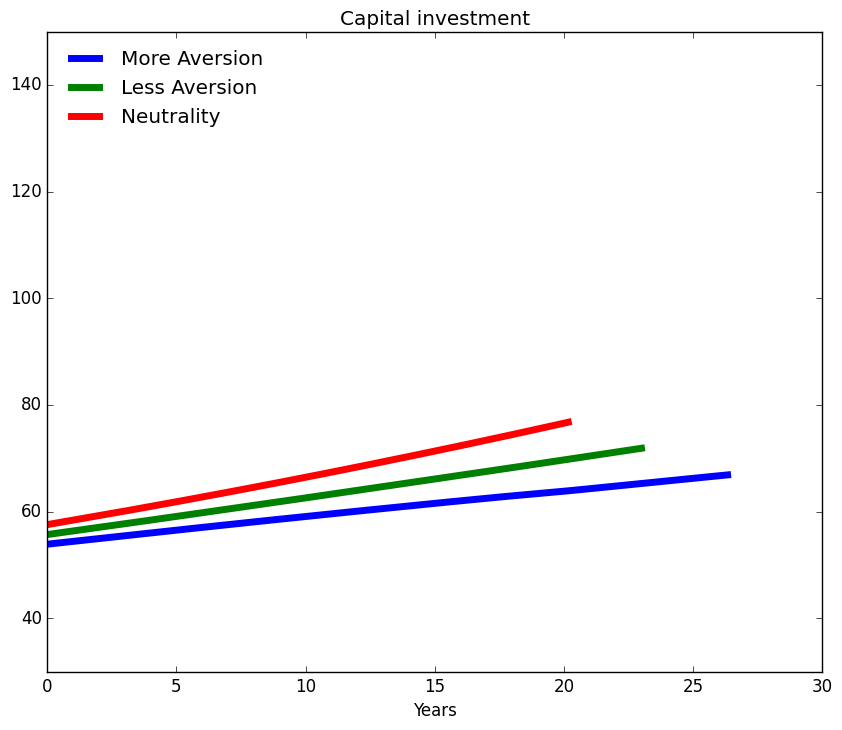 Capital investment
More Aversion
Less Aversion
Neutrality
140
120
100
80
60
40
0 5 10 15 20 25 30
Years